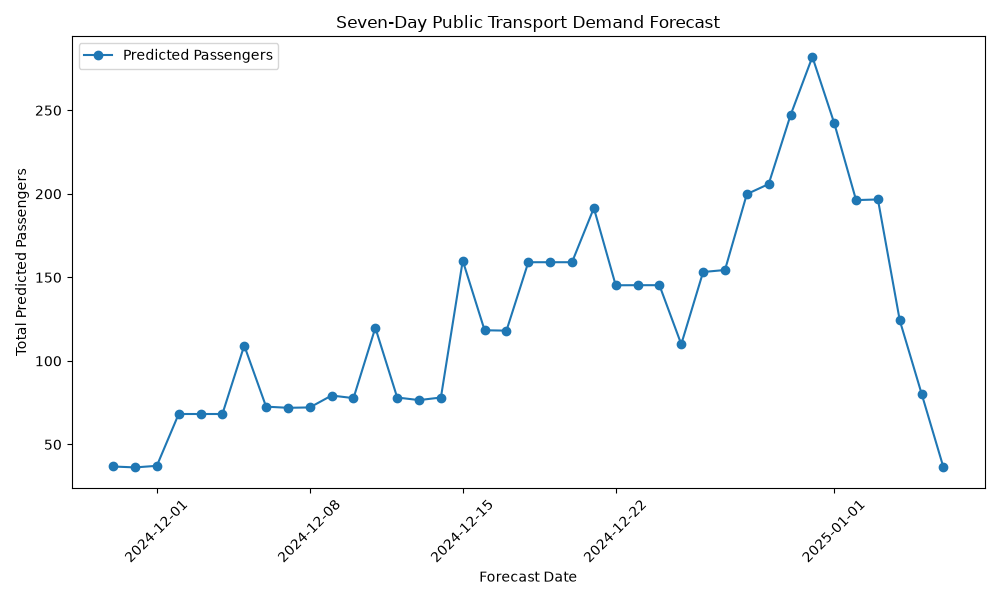 Seven-Day Public Transport Demand Forecast
Predicted Passengers
Total Predicted Passengers
250
200
150
100
50
2024-12-01
2024-12-08
2024-12-15
2024-12-22
2025-01-01
Forecast Date